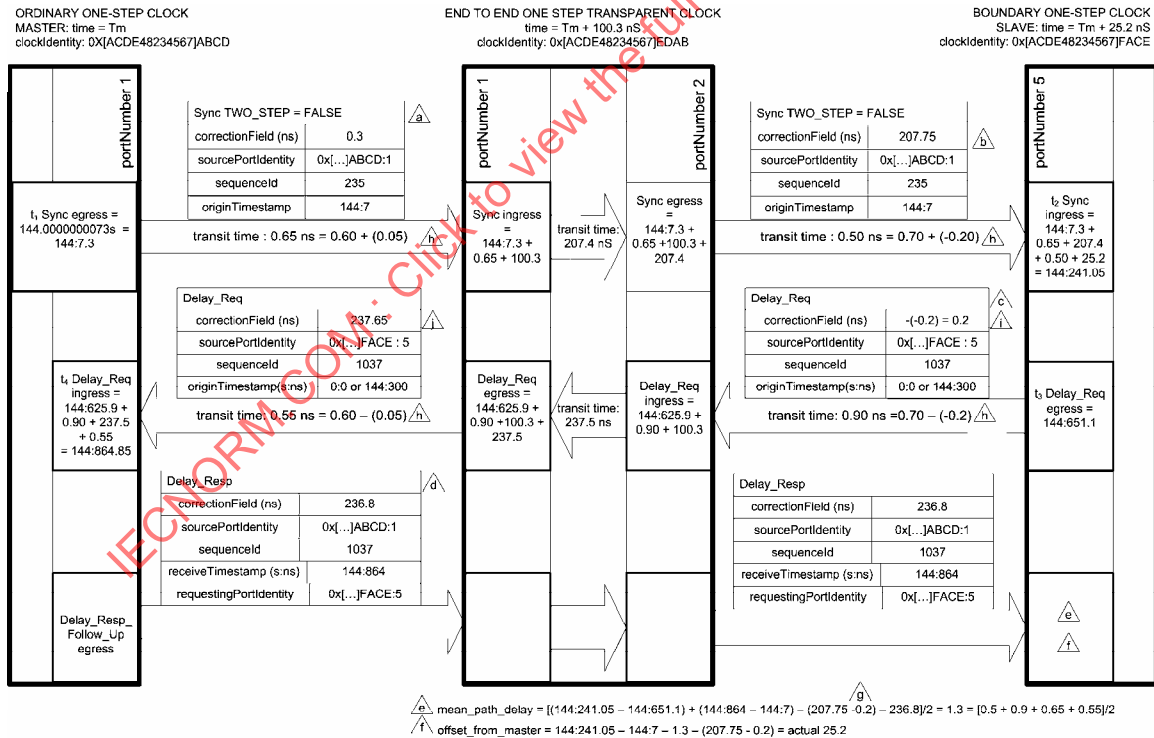 ORDINARY ONE-STEP CLOCK
MASTER: time = Tm
clockIdentity: 0X[ACDE48234567]ABCD
END TO END ONE STEP TRANSPARENT CLOCK
time = Tm + 100.3 nS
clockIdentity: 0x[ACDE48234567]EDAB
BOUNDARY ONE-STEP CLOCK
SLAVE: time = Tm + 25.2 nS
clockIdentity: 0x[ACDE48234567]FACE
portNumber 1
portNumber 1
portNumber 2
portNumber 5
Sync TWO_STEP = FALSE
a
correctionField (ns) 0.3
sourcePortIdentity 0x[...]ABCD:1
sequenceId 235
originTimestamp 144:7
Sync TWO_STEP = FALSE
b
correctionField (ns) 207.75
sourcePortIdentity 0x[...]ABCD:1
sequenceId 235
originTimestamp 144:7
t₁ Sync egress =
144.0000000073s =
144:7.3
transit time : 0.65 ns = 0.60 + (0.05)
h
Sync ingress
=
144:7.3 +
0.65 + 100.3
transit time:
207.4 nS
Sync egress
=
144:7.3 +
0.65 +100.3 +
207.4
transit time : 0.50 ns = 0.70 + (-0.20)
h
t₂ Sync
ingress =
144:7.3 +
0.65 + 207.4
+ 0.50 + 25.2
= 144:241.05
Delay_Req
correctionField (ns) 237.65
j
sourcePortIdentity 0x[...]FACE : 5
sequenceId 1037
originTimestamp(s:ns) 0:0 or 144:300
Delay_Req
c
correctionField (ns) -(-0.2) = 0.2
i
sourcePortIdentity 0x[...]FACE : 5
sequenceId 1037
originTimestamp(s:ns) 0:0 or 144:300
t₄ Delay_Req
ingress =
144:625.9 +
0.90 + 237.5
+ 0.55
= 144:864.85
transit time: 0.55 ns = 0.60 – (0.05)
h
Delay_Req
egress =
144:625.9 +
0.90 +100.3 +
237.5
transit time:
237.5 ns
Delay_Req
ingress =
144:625.9 +
0.90 + 100.3
transit time: 0.90 ns =0.70 – (-0.2)
h
t₃ Delay_Req
egress =
144:651.1
Delay_Resp
d
correctionField (ns) 236.8
sourcePortIdentity 0x[...]ABCD:1
sequenceId 1037
receiveTimestamp (s:ns) 144:864
requestingPortIdentity 0x[...]FACE:5
Delay_Resp
correctionField (ns) 236.8
sourcePortIdentity 0x[...]ABCD:1
sequenceId 1037
receiveTimestamp (s:ns) 144:864
requestingPortIdentity 0x[...]FACE:5
Delay_Resp_
Follow_Up
egress
e
f
g
e mean_path_delay = [(144:241.05 – 144:651.1) + (144:864 – 144:7) – (207.75 -0.2) – 236.8]/2 = 1.3 = [0.5 + 0.9 + 0.65 + 0.55]/2
f offset_from_master = 144:241.05 – 144:7 – 1.3 – (207.75 - 0.2) = actual 25.2
IECNORM.COM : Click to view the full